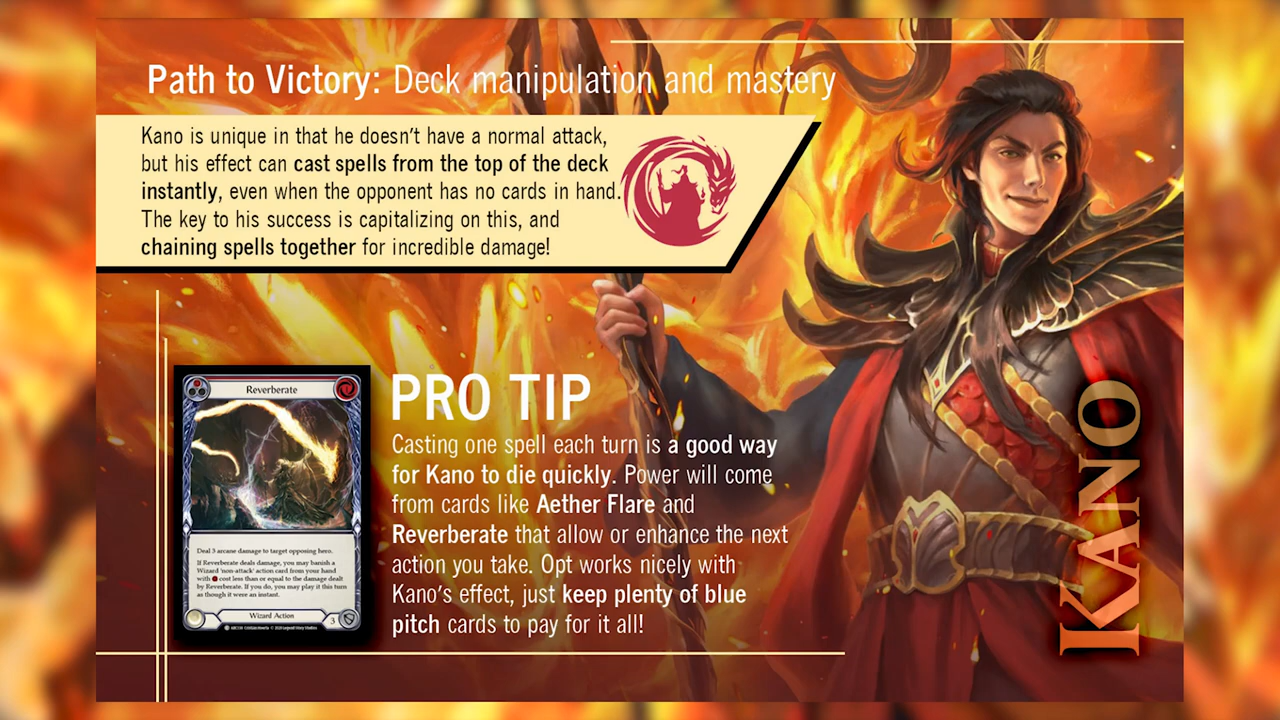 Path to Victory: Deck manipulation and mastery
Kano is unique in that he doesn't have a normal attack,
but his effect can cast spells from the top of the deck
instantly, even when the opponent has no cards in hand.
The key to his success is capitalizing on this, and
chaining spells together for incredible damage!
Reverberate
Deal 3 arcane damage to target opposing hero.
If Reverberate deals damage, you may banish a
Wizard 'non-attack' action card from your hand
with cost less than or equal to the damage dealt
by Reverberate. If you do, you may play it this turn
as though it were an instant.
Wizard Action
3
PRO TIP
Casting one spell each turn is a good way
for Kano to die quickly. Power will come
from cards like Aether Flare and
Reverberate that allow or enhance the next
action you take. Opt works nicely with
Kano's effect, just keep plenty of blue
pitch cards to pay for it all!
KANO